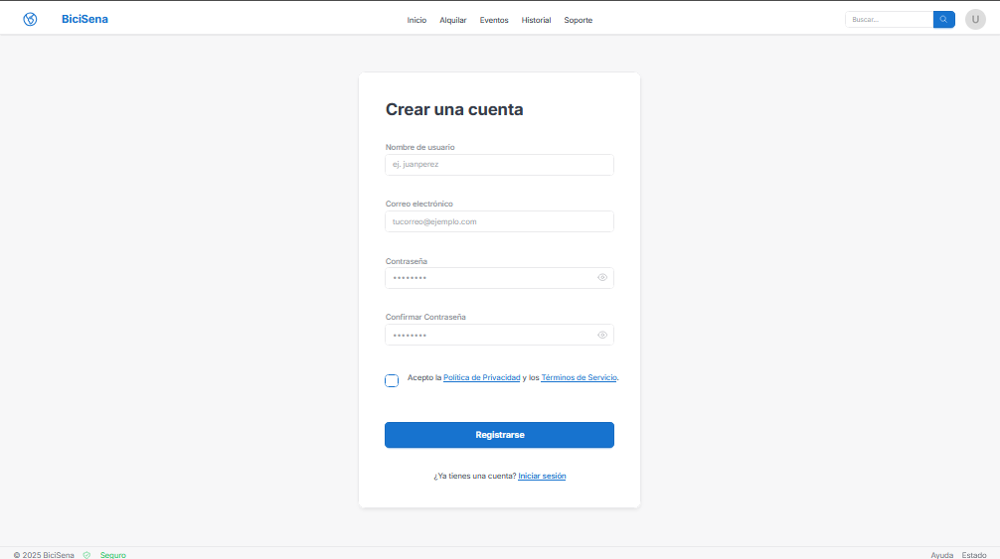 BiciSena
Inicio Alquilar Eventos Historial Soporte
Buscar...
U
Crear una cuenta
Nombre de usuario
ej. juanperez
Correo electrónico
tucorreo@ejemplo.com
Contraseña
••••••••
Confirmar Contraseña
••••••••
Acepto la Política de Privacidad y los Términos de Servicio.
Registrarse
¿Ya tienes una cuenta? Iniciar sesión
© 2025 BiciSena Seguro
Ayuda Estado